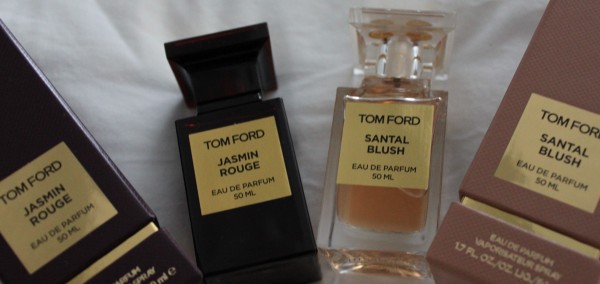 TOM FORD
JASMIN
ROUGE
EAU DE PARFUM
50 ML
TOM FORD
JASMIN
ROUGE
EAU DE PARFUM
50 ML
TOM FORD
SANTAL
BLUSH
EAU DE PARFUM
50 ML
TOM FORD
SANTAL
BLUSH
EAU DE PARFUM
50 ML
EAU DE PARFUM
VAPORISATEUR SPRAY
1.7 FL. OZ./OZ. LIQ./